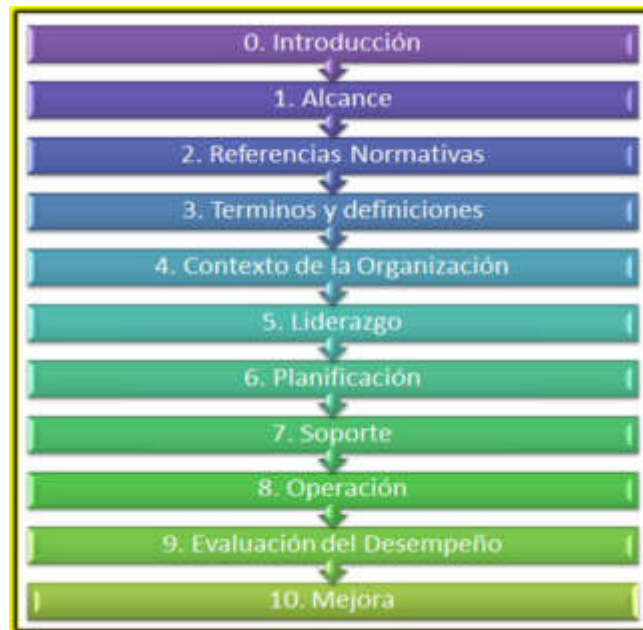 0. Introducción
1. Alcance
2. Referencias Normativas
3. Terminos y definiciones
4. Contexto de la Organización
5. Liderazgo
6. Planificación
7. Soporte
8. Operación
9. Evaluación del Desempeño
10. Mejora